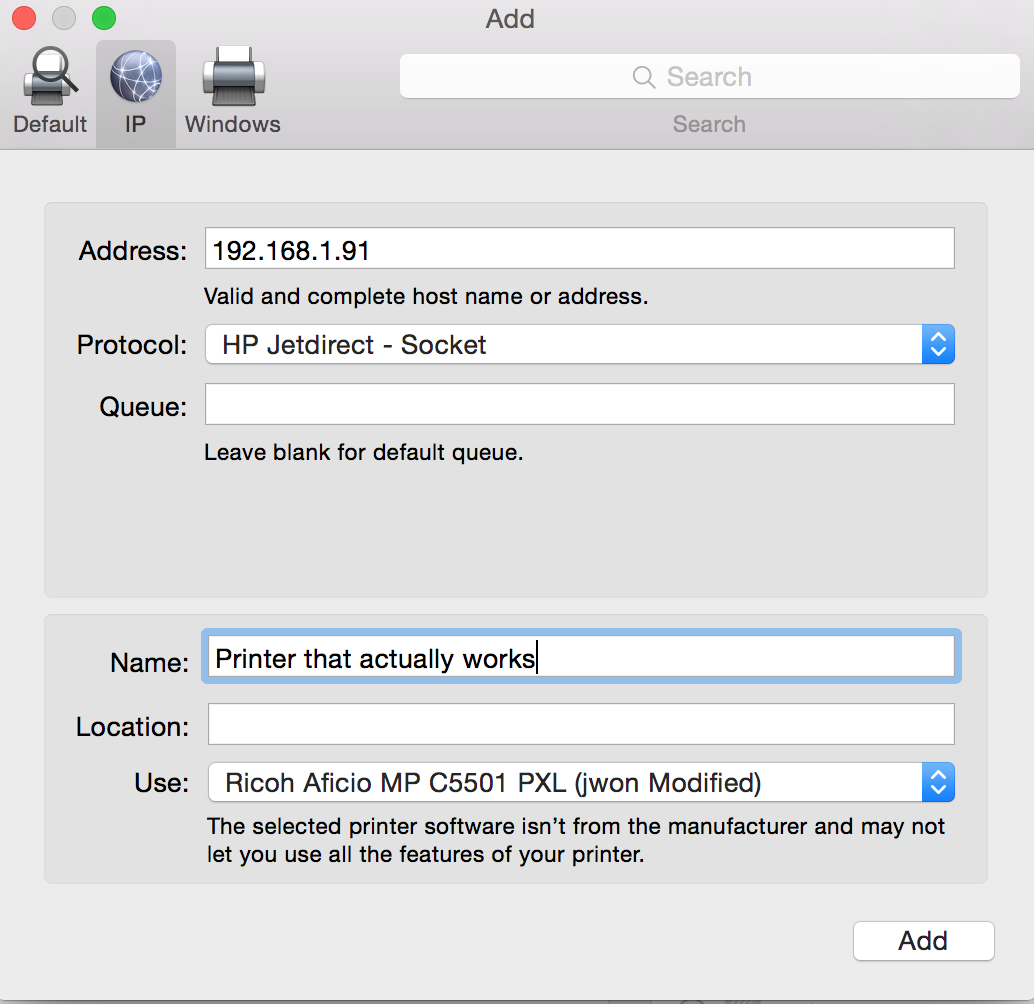 Add
Default
IP
Windows
Search
Search
Address: 192.168.1.91
Valid and complete host name or address.
Protocol: HP Jetdirect - Socket
Queue:
Leave blank for default queue.
Name: Printer that actually works
Location:
Use: Ricoh Aficio MP C5501 PXL (jwon Modified)
The selected printer software isn’t from the manufacturer and may not
let you use all the features of your printer.
Add